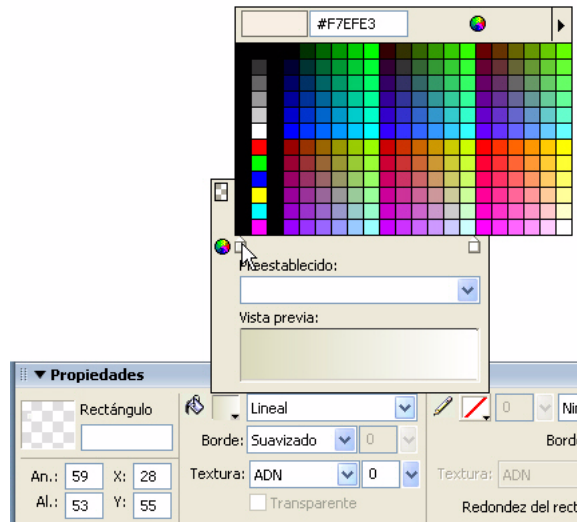 #F7EFE3
Preestablecido:
Vista previa:
Propiedades
Rectángulo
Lineal
0
Borde: Suavizado 0
An.: 59 X: 28
Textura: ADN 0
Textura: ADN
Al.: 53 Y: 55
Transparente
Redondez del rect